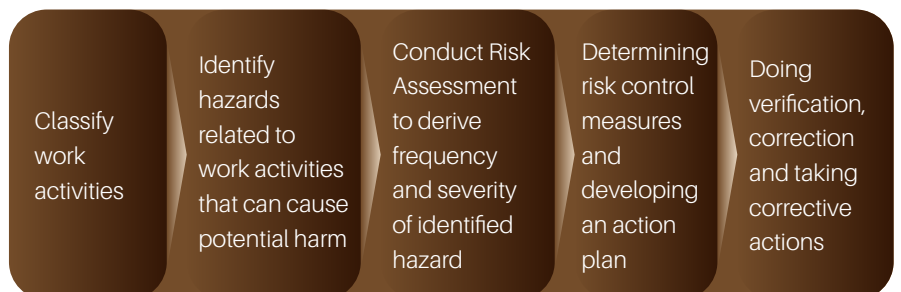 Classify
work
activities
Identify
hazards
related to
work activities
that can cause
potential harm
Conduct Risk
Assessment
to derive
frequency
and severity
of identified
hazard
Determining
risk control
measures
and
developing
an action
plan
Doing
verification,
correction
and taking
corrective
actions